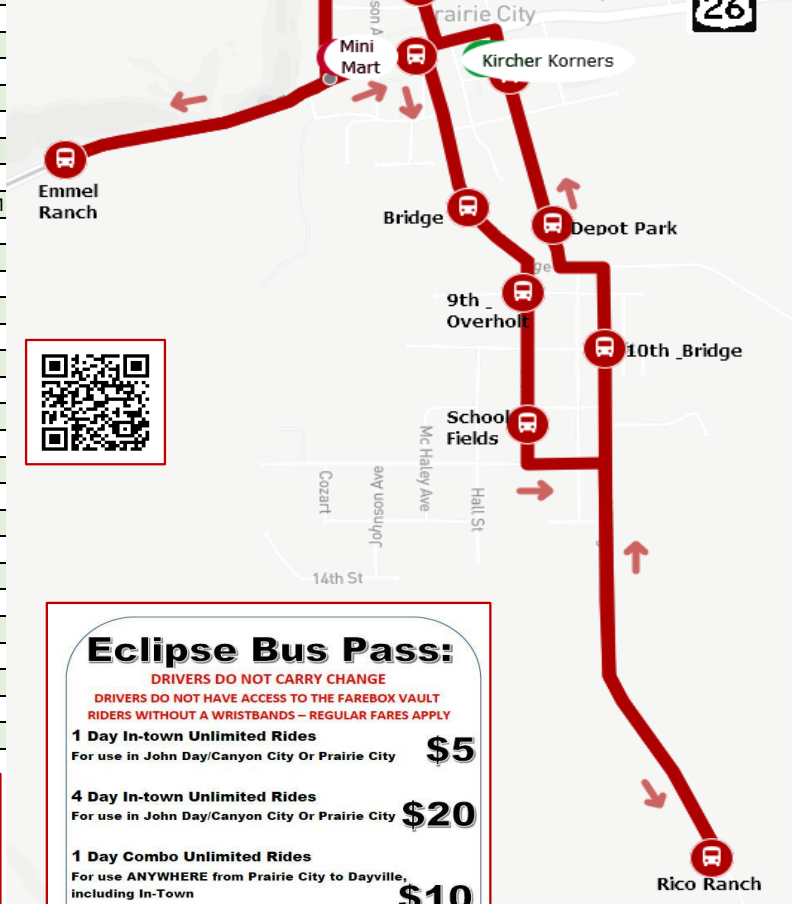 Prairie City
26
Mini
Mart
Kircher Korners
Emmel
Ranch
Bridge
Depot Park
9th _
Overholt
10th _Bridge
School
Fields
Mc Haley Ave
Cozart
Johnson Ave
Hall St
14th St
Eclipse Bus Pass:
DRIVERS DO NOT CARRY CHANGE
DRIVERS DO NOT HAVE ACCESS TO THE FAREBOX VAULT
RIDERS WITHOUT A WRISTBANDS – REGULAR FARES APPLY
1 Day In-town Unlimited Rides
For use in John Day/Canyon City Or Prairie City $5
4 Day In-town Unlimited Rides
For use in John Day/Canyon City Or Prairie City $20
1 Day Combo Unlimited Rides
For use ANYWHERE from Prairie City to Dayville,
including In-Town $10
Rico Ranch